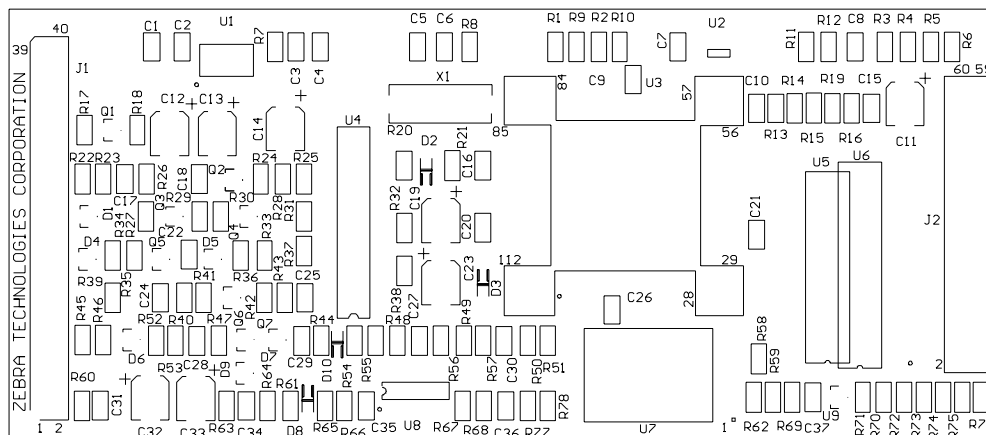 40
39
C1
C2
U1
R7
C3
C4
C5
C6
R8
R1
R9
R2
R10
C7
U2
R11
R12
C8
R3
R4
R5
R6
ZEBRA TECHNOLOGIES CORPORATION
J1
X1
84
C9
U3
57
60 59
R17
Q1
R18
C12
C13
C14
U4
R20
85
D2
R21
56
C10
R14
R19
C15
R13
R15
R16
C11
R22
R23
C17
R26
C18
Q2
R24
R25
R32
C19
C16
U5
U6
D1
R34
R27
Q3
R29
R30
R28
R31
C20
C21
J2
D4
Q5
C22
D5
Q4
R33
R37
112
29
R39
R35
C24
R41
R36
R43
C25
R38
C27
C23
D3
28
C26
R45
R46
R52
R40
R47
Q6
R42
Q7
R44
R48
R49
R58
D6
R53
C28
D9
D7
C29
D10
R54
R55
R56
R57
C30
R50
R51
R59
2
R60
C31
R64
R61
1 2
C32
C33
R63
C34
D8
R65
R66
C35
U8
R67
R68
C36
R77
R78
U7
1
R62
R69
C37
U9
R71
R70
R72
R73
R74
R75